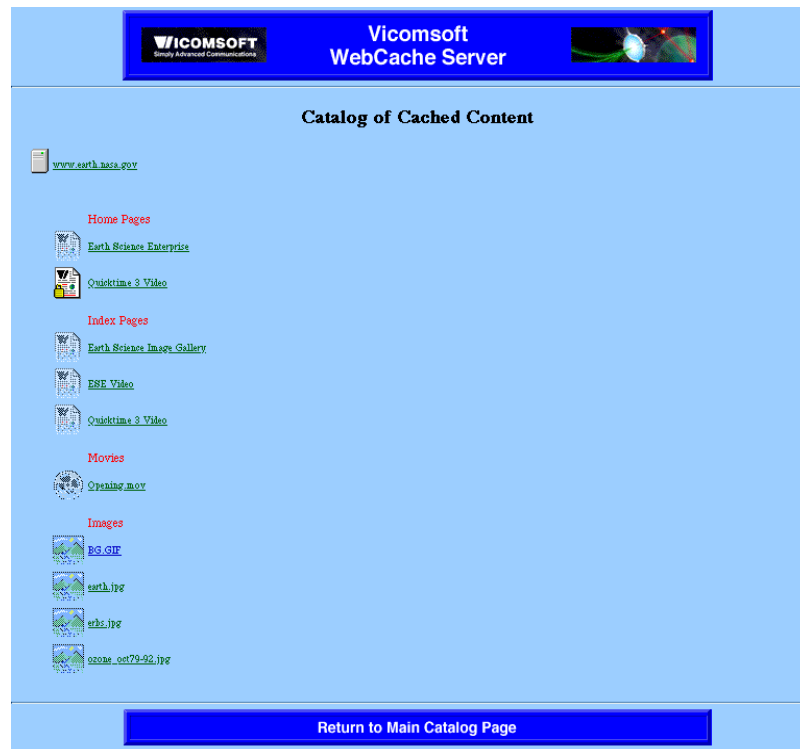 VICOMSOFT
Simply Advanced Communications
Vicomsoft
WebCache Server
Catalog of Cached Content
www.earth.nasa.gov
Home Pages
Earth Science Enterprise
Quicktime 3 Video
Index Pages
Earth Science Image Gallery
ESE Video
Quicktime 3 Video
Movies
Opening.mov
Images
BG.GIF
earth.jpg
erbs.jpg
ozone_oct79-92.jpg
Return to Main Catalog Page